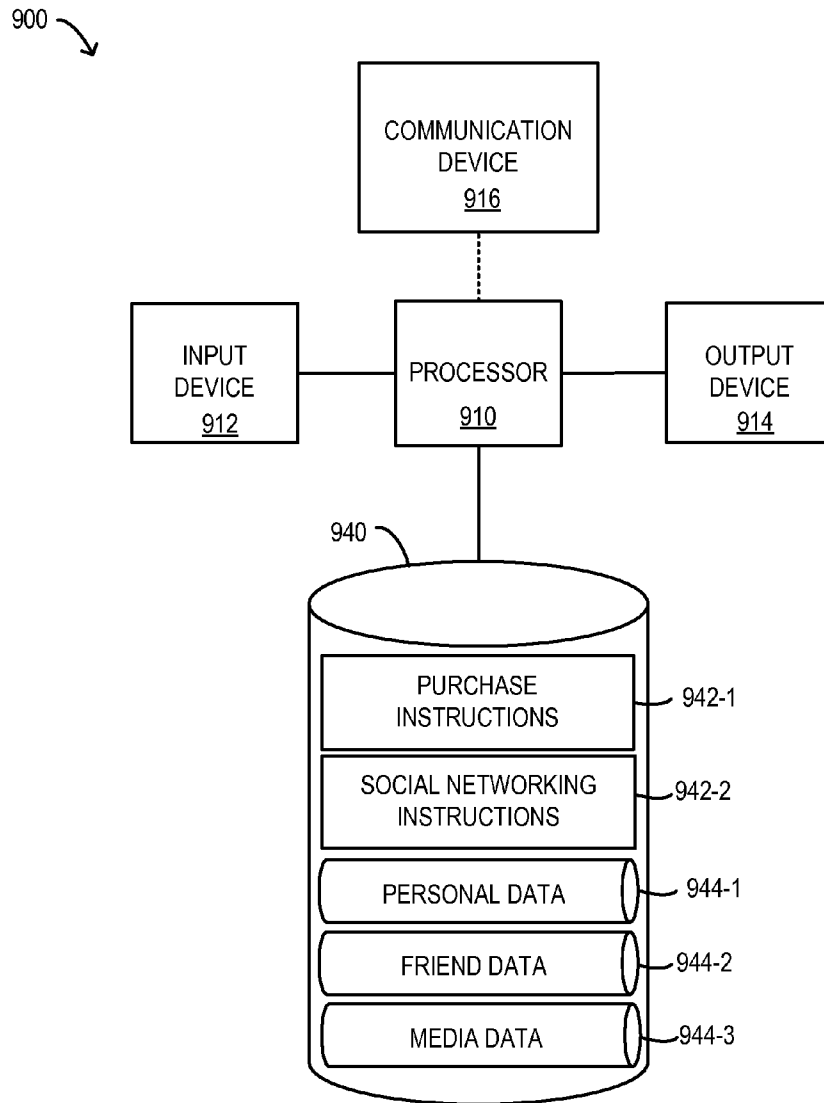 900
COMMUNICATION
DEVICE
916
INPUT
DEVICE
912
PROCESSOR
910
OUTPUT
DEVICE
914
940
PURCHASE
INSTRUCTIONS
942-1
SOCIAL NETWORKING
INSTRUCTIONS
942-2
PERSONAL DATA
944-1
FRIEND DATA
944-2
MEDIA DATA
944-3